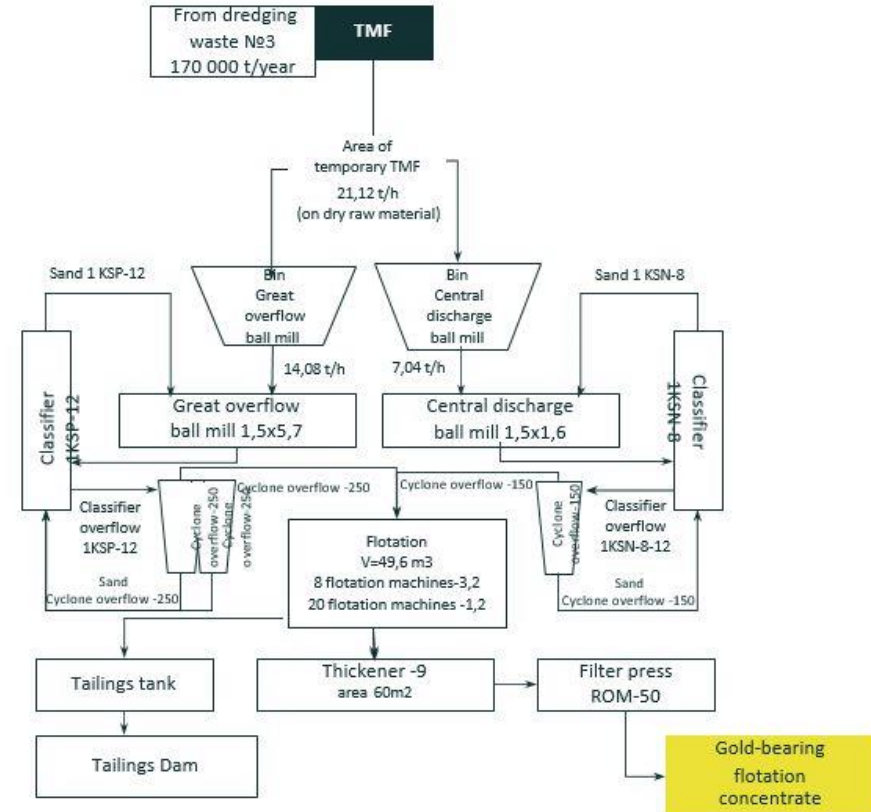 From dredging
waste №3
170 000 t/year
TMF
Area of
temporary TMF
21,12 t/h
(on dry raw material)
Sand 1 KSP-12
Bin
Great
overflow
ball mill
Bin
Central
discharge
ball mill
Sand 1 KSN-8
14,08 t/h
7,04 t/h
Classifier
1KSP-12
Great overflow
ball mill 1,5x5,7
Central discharge
ball mill 1,5x1,6
Classifier
1KSN-8
Cyclone overflow -250
Cyclone overflow -150
Classifier
overflow
1KSP-12
Cyclone
overflow-250
Cyclone
overflow-250
Flotation
V=49,6 m3
8 flotation machines-3,2
20 flotation machines -1,2
Cyclone
overflow-150
Classifier
overflow
1KSN-8-12
Sand
Cyclone overflow -250
Sand
Cyclone overflow -150
Tailings tank
Thickener -9
area 60m2
Filter press
ROM-50
Tailings Dam
Gold-bearing
flotation
concentrate